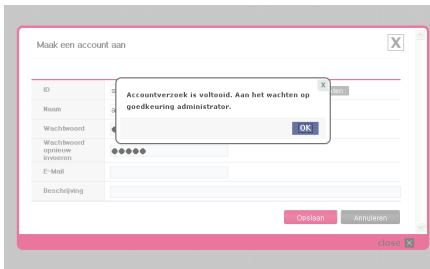 Maak een account aan
X
ID
Naam
Wachtwoord
Wachtwoord
opnieuw
invoeren
E-Mail
Beschrijving
X
Accountverzoek is voltooid. Aan het wachten op
goedkeuring administrator.
OK
Opslaan
Annuleren
close X